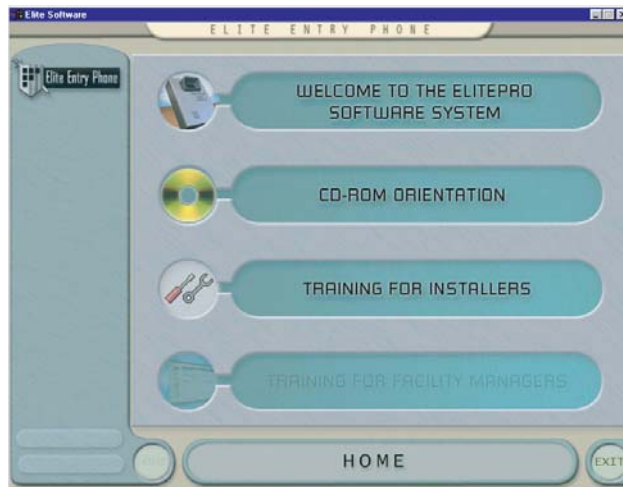 Elite Software
ELITE ENTRY PHONE
Elite Entry Phone
WELCOME TO THE ELITEPRO
SOFTWARE SYSTEM
CD-ROM ORIENTATION
TRAINING FOR INSTALLERS
TRAINING FOR FACILITY MANAGERS
HOME
EXIT